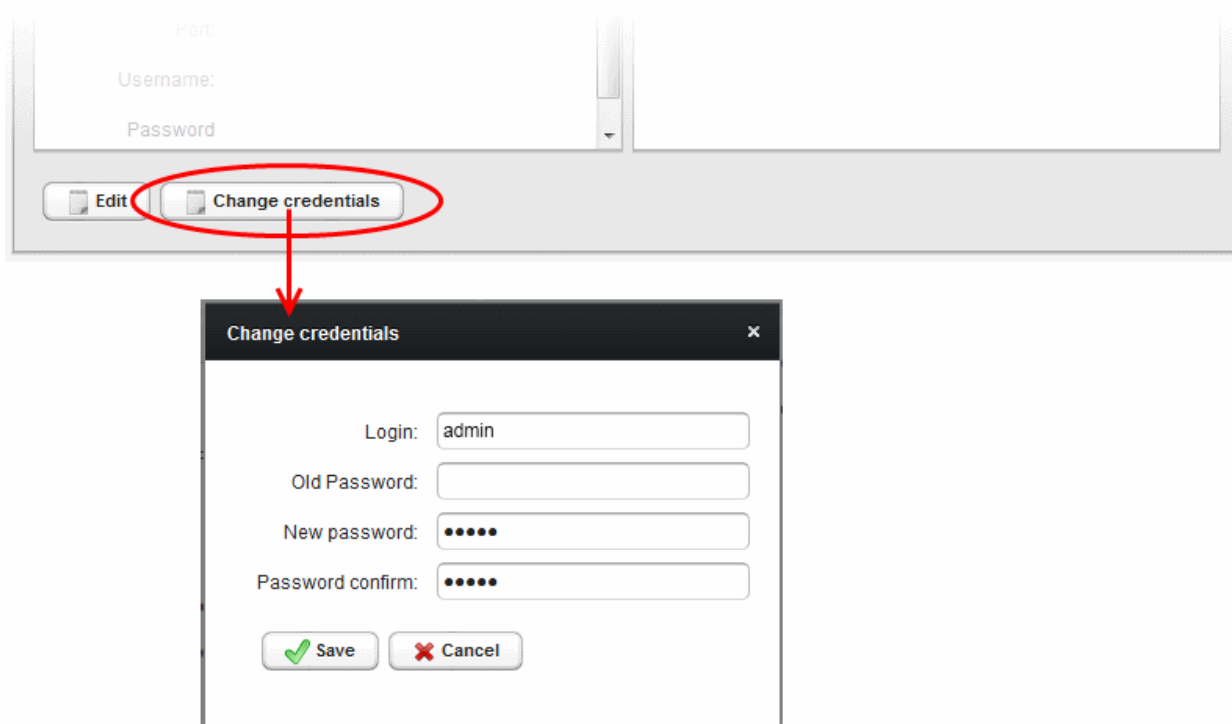 Port:
Username:
Password
Edit
Change credentials
Change credentials
Login: admin
Old Password:
New password: •••••
Password confirm: •••••
Save
Cancel